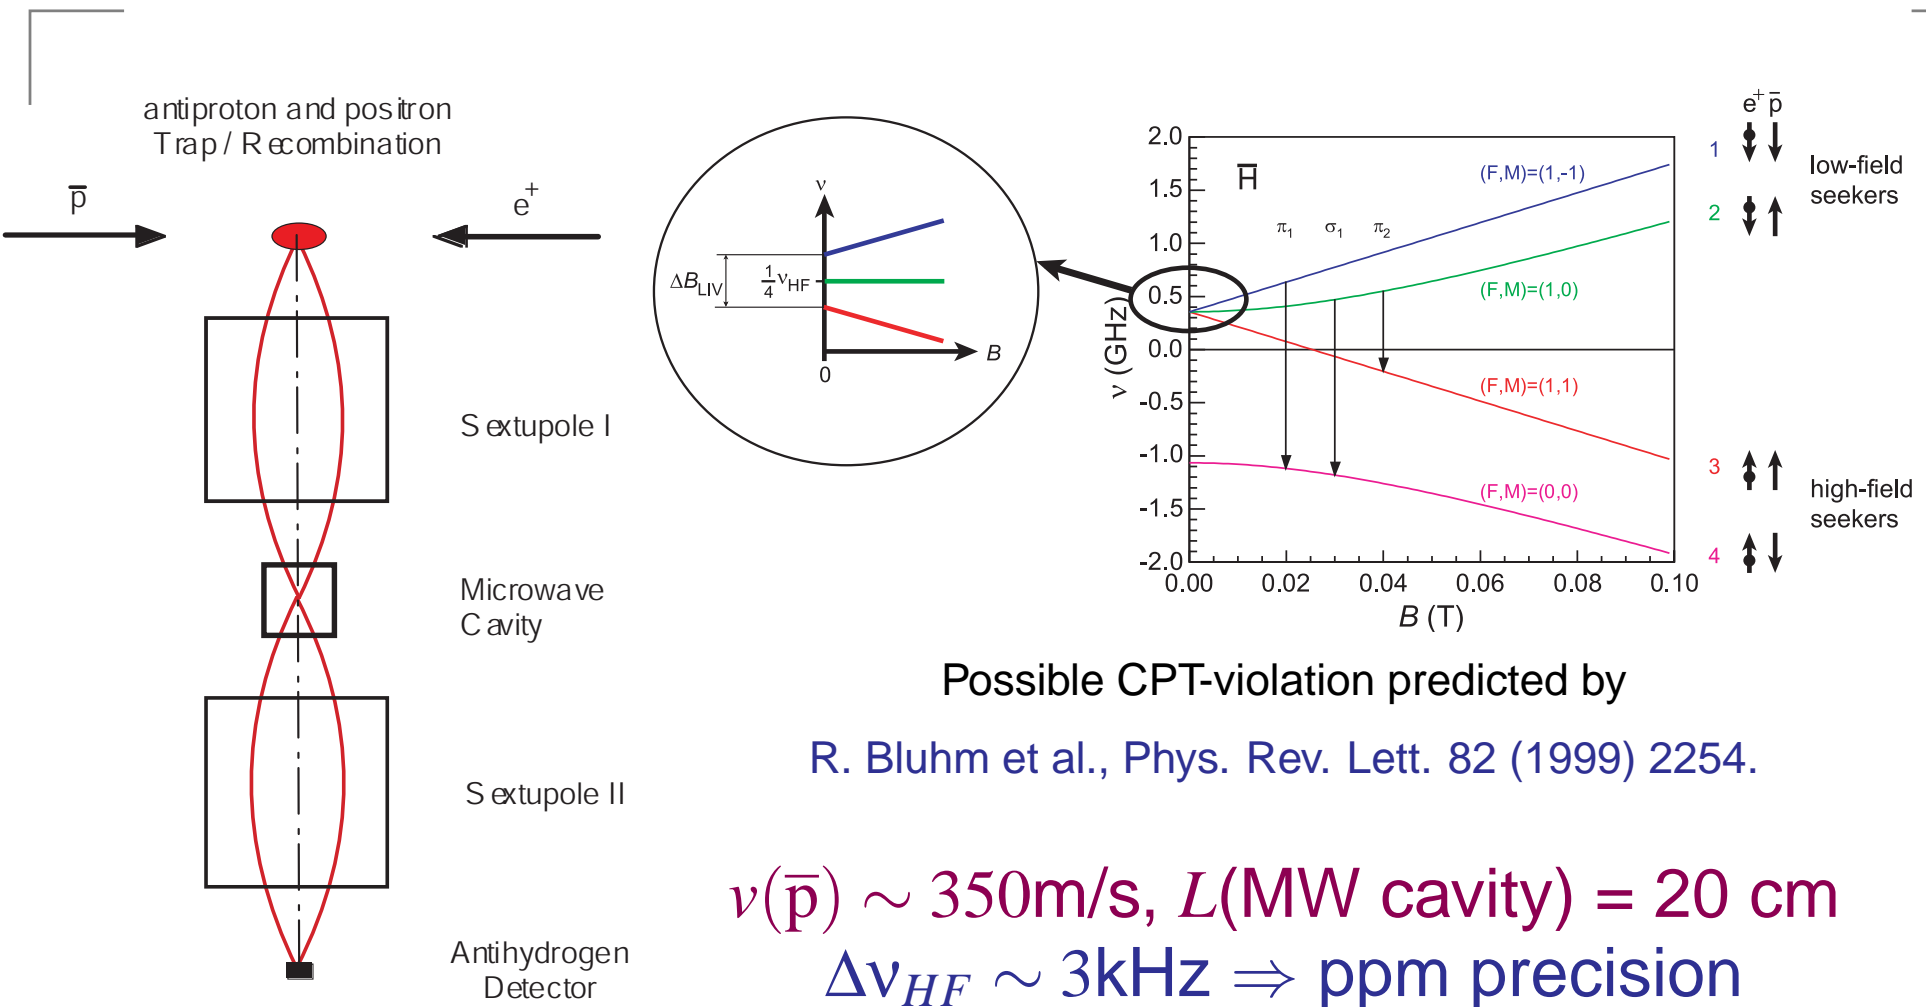 antiproton and positron
Trap / Recombination
p̅
e⁺
Sextupole I
Microwave
Cavity
Sextupole II
Antihydrogen
Detector
ν
ΔB_LIV
¼ν_HF
B
0
H̅
2.0
1.5
1.0
0.5
0.0
-0.5
-1.0
-1.5
-2.0
ν (GHz)
0.00 0.02 0.04 0.06 0.08 0.10
B (T)
π₁ σ₁ π₂
(F,M)=(1,-1)
(F,M)=(1,0)
(F,M)=(1,1)
(F,M)=(0,0)
e⁺ p̅
1
2
low-field
seekers
3
4
high-field
seekers
Possible CPT-violation predicted by
R. Bluhm et al., Phys. Rev. Lett. 82 (1999) 2254.
v(p̅) ∼ 350m/s, L(MW cavity) = 20 cm
Δν_HF ∼ 3kHz ⇒ ppm precision